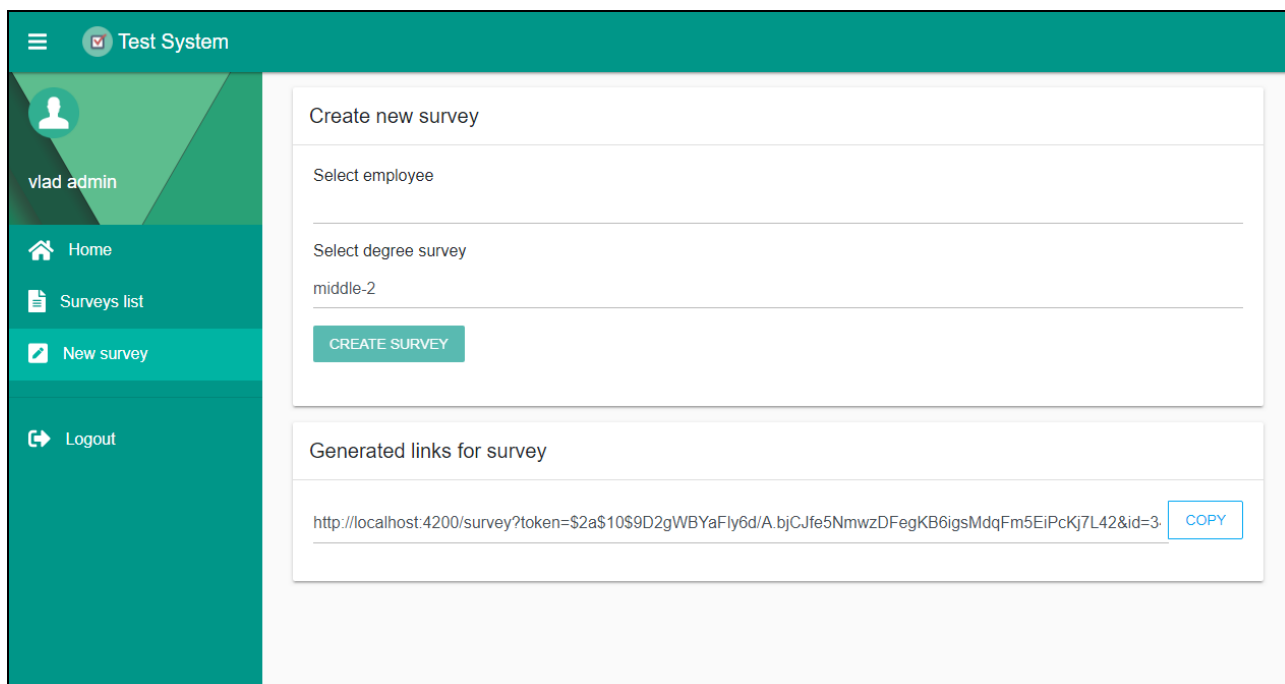 Test System
vlad admin
Home
Surveys list
New survey
Logout
Create new survey
Select employee
Select degree survey
middle-2
CREATE SURVEY
Generated links for survey
http://localhost:4200/survey?token=$2a$10$9D2gWBYaFly6d/A.bjCJfe5NmwzDFegKB6igsMdqFm5EiPcKj7L42&id=3
COPY